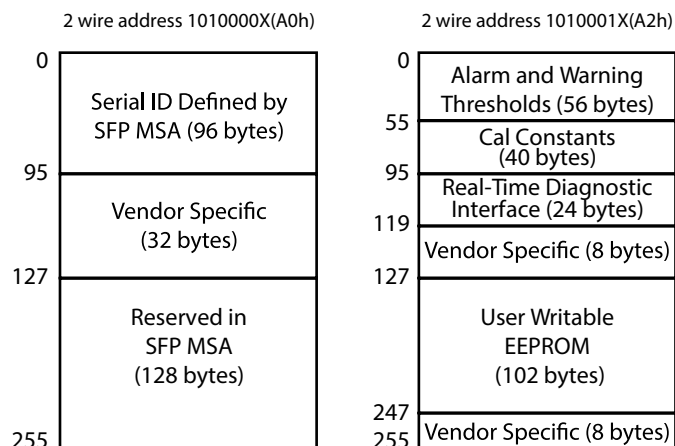 2 wire address 1010000X(A0h)
0
Serial ID Defined by
SFP MSA (96 bytes)
95
Vendor Specific
(32 bytes)
127
Reserved in
SFP MSA
(128 bytes)
255
2 wire address 1010001X(A2h)
0
Alarm and Warning
Thresholds (56 bytes)
55
Cal Constants
(40 bytes)
95
Real-Time Diagnostic
Interface (24 bytes)
119
Vendor Specific (8 bytes)
127
User Writable
EEPROM
(102 bytes)
247
Vendor Specific (8 bytes)
255